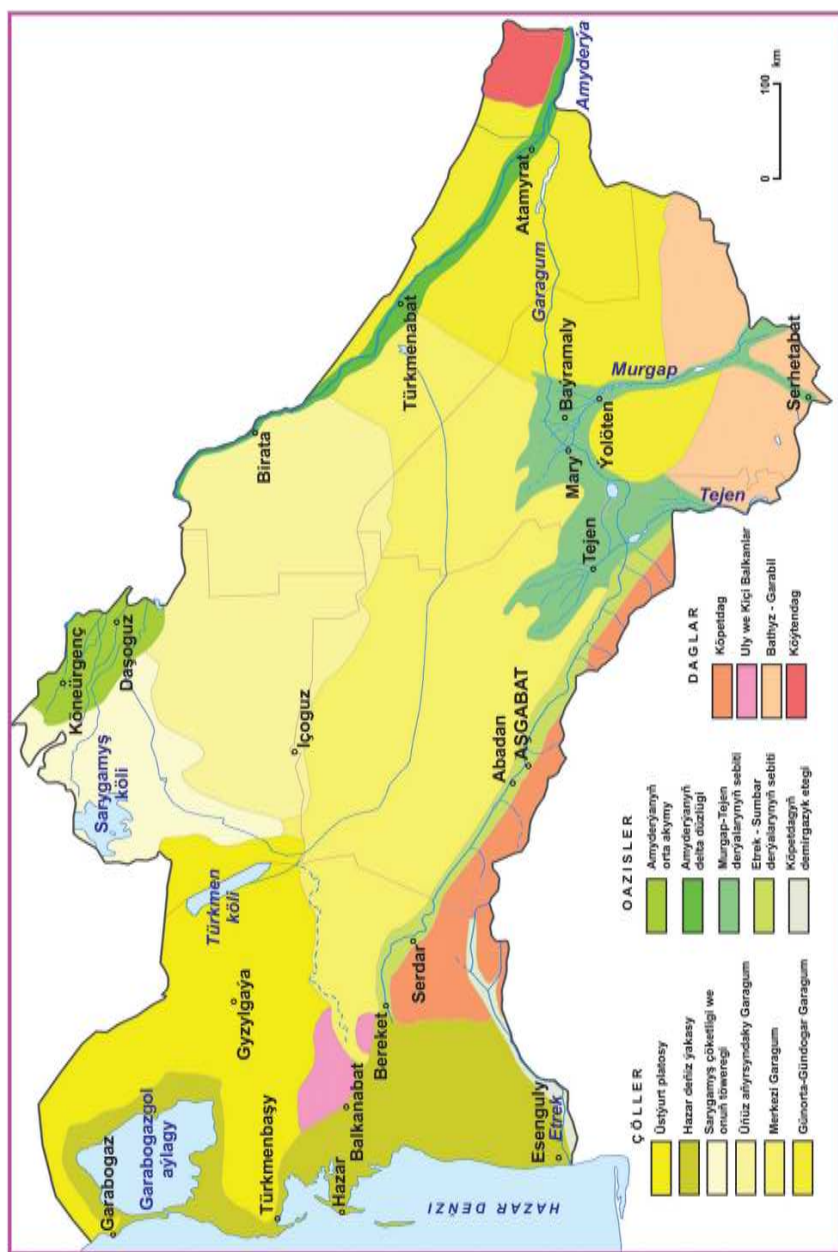 Garabogaz
Garabogazgol
aýlagy
Türkmenbaşy
Hazar
Balkanabat
Gyzylgaýa
Türkmen
köli
Sarygamyş
köli
Köneürgenç
Daşoguz
Içoguz
Birata
Türkmenabat
Amyderýa
Atamyrat
Garagum
Bereket
Serdar
Abadan
AŞGABAT
Tejen
Mary
Baýramaly
Ýolöten
Murgap
Tejen
Serhetabat
Esenguly
Etrek
HAZAR DEŇZI
0 100
km
ÇÖLLER
Üstýurt platosy
Hazar deňiz ýakasy
Sarygamyş çöketligi we
onuň töweregi
Üňüz aňyrsyndaky Garagum
Merkezi Garagum
Günorta-Gündogar Garagum
OAZISLER
Amyderýanyň
orta akymy
Amyderýanyň
delta düzlügi
Murgap-Tejen
derýalarynyň sebiti
Etrek - Sumbar
derýalarynyň sebiti
Köpetdagyň
demirgazyk etegi
DAGLAR
Köpetdag
Uly we Kiçi Balkanlar
Bathyz - Garabil
Köýtendag